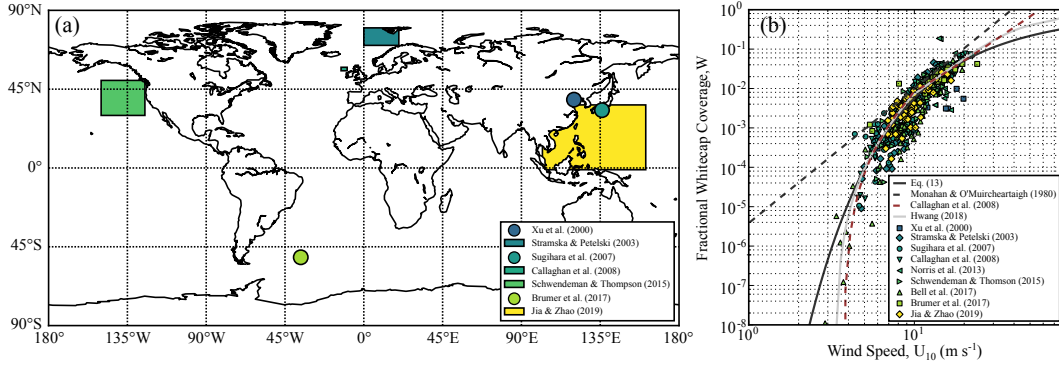 (a)
90°N
45°N
0°
45°S
90°S
180° 135°W 90°W 45°W 0° 45°E 90°E 135°E 180°
Xu et al. (2000)
Stramska & Petelski (2003)
Sugihara et al. (2007)
Callaghan et al. (2008)
Schwendeman & Thompson (2015)
Brumer et al. (2017)
Jia & Zhao (2019)
(b)
Fractional Whitecap Coverage,W
10^0
10^-1
10^-2
10^-3
10^-4
10^-5
10^-6
10^-7
10^-8
10^0 10^1
Wind Speed, U_10 (m s^-1)
Eq. (13)
Monahan & O'Muircheartaigh (1980)
Callaghan et al. 2008
Hwang (2018)
Xu et al. (2000)
Stramska & Petelski (2003)
Sugihara et al. (2007)
Callaghan et al. (2008)
Norris et al. (2013)
Schwendeman & Thomson (2015)
Bell et al. (2017)
Brumer et al. (2017)
Jia & Zhao (2019)